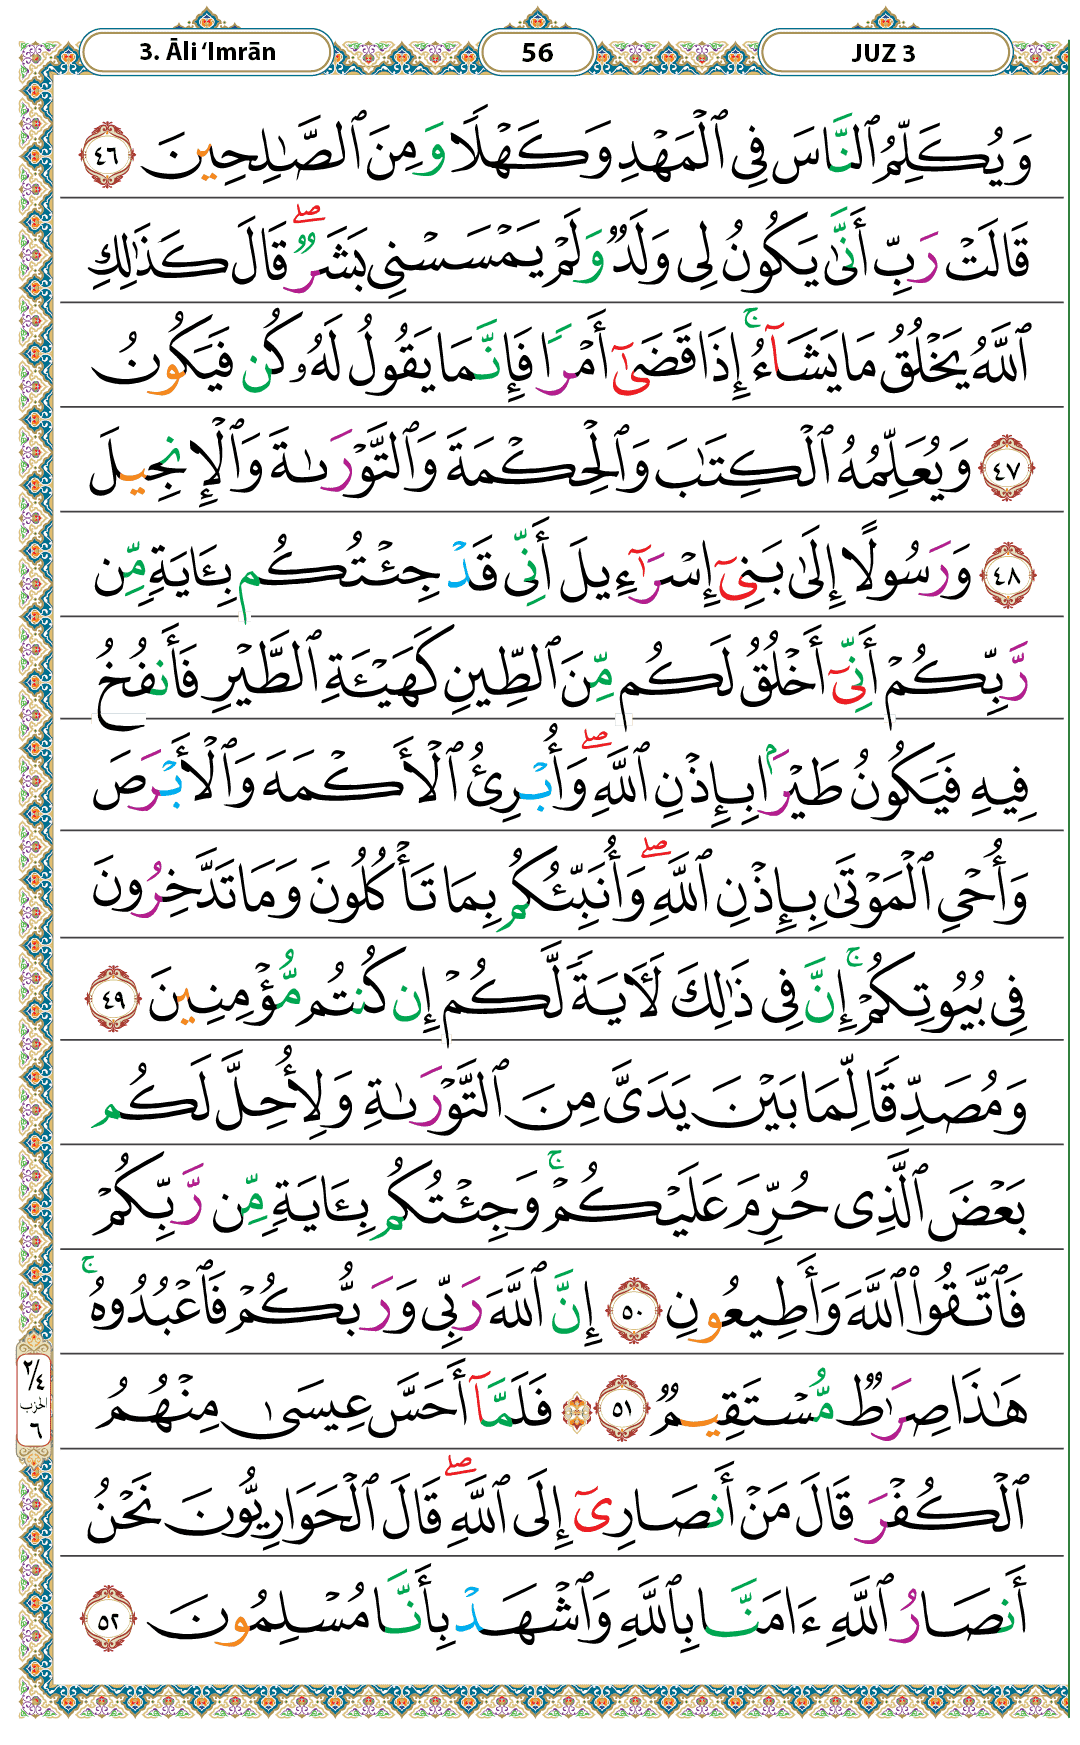 3. Āli ‘Imrān 56 JUZ 3
وَيُكَلِّمُ ٱلنَّاسَ فِى ٱلْمَهْدِ وَكَهْلًا وَمِنَ ٱلصَّـٰلِحِينَ ٤٦
قَالَتْ رَبِّ أَنَّىٰ يَكُونُ لِى وَلَدٌ وَلَمْ يَمْسَسْنِى بَشَرٌ ۖ قَالَ كَذَٰلِكِ
ٱللَّهُ يَخْلُقُ مَا يَشَآءُ ۚ إِذَا قَضَىٰٓ أَمْرًا فَإِنَّمَا يَقُولُ لَهُۥ كُن فَيَكُونُ
٤٧ وَيُعَلِّمُهُ ٱلْكِتَـٰبَ وَٱلْحِكْمَةَ وَٱلتَّوْرَىٰةَ وَٱلْإِنجِيلَ
٤٨ وَرَسُولًا إِلَىٰ بَنِىٓ إِسْرَٰٓءِيلَ أَنِّى قَدْ جِئْتُكُم بِـَٔايَةٍ مِّن
رَّبِّكُمْ أَنِّىٓ أَخْلُقُ لَكُم مِّنَ ٱلطِّينِ كَهَيْـَٔةِ ٱلطَّيْرِ فَأَنفُخُ
فِيهِ فَيَكُونُ طَيْرًۢا بِإِذْنِ ٱللَّهِ ۖ وَأُبْرِئُ ٱلْأَكْمَهَ وَٱلْأَبْرَصَ
وَأُحْىِ ٱلْمَوْتَىٰ بِإِذْنِ ٱللَّهِ ۖ وَأُنَبِّئُكُم بِمَا تَأْكُلُونَ وَمَا تَدَّخِرُونَ
فِى بُيُوتِكُمْ ۚ إِنَّ فِى ذَٰلِكَ لَـَٔايَةً لَّكُمْ إِن كُنتُم مُّؤْمِنِينَ ٤٩
وَمُصَدِّقًا لِّمَا بَيْنَ يَدَىَّ مِنَ ٱلتَّوْرَىٰةِ وَلِأُحِلَّ لَكُم
بَعْضَ ٱلَّذِى حُرِّمَ عَلَيْكُمْ ۚ وَجِئْتُكُم بِـَٔايَةٍ مِّن رَّبِّكُمْ
فَٱتَّقُوا۟ ٱللَّهَ وَأَطِيعُونِ ٥٠ إِنَّ ٱللَّهَ رَبِّى وَرَبُّكُمْ فَٱعْبُدُوهُ ۚ
هَـٰذَا صِرَٰطٌ مُّسْتَقِيمٌ ٥١ ۞ فَلَمَّآ أَحَسَّ عِيسَىٰ مِنْهُمُ
ٱلْكُفْرَ قَالَ مَنْ أَنصَارِىٓ إِلَى ٱللَّهِ ۖ قَالَ ٱلْحَوَارِيُّونَ نَحْنُ
أَنصَارُ ٱللَّهِ ءَامَنَّا بِٱللَّهِ وَٱشْهَدْ بِأَنَّا مُسْلِمُونَ ٥٢
٢/٤
الحزب
٦